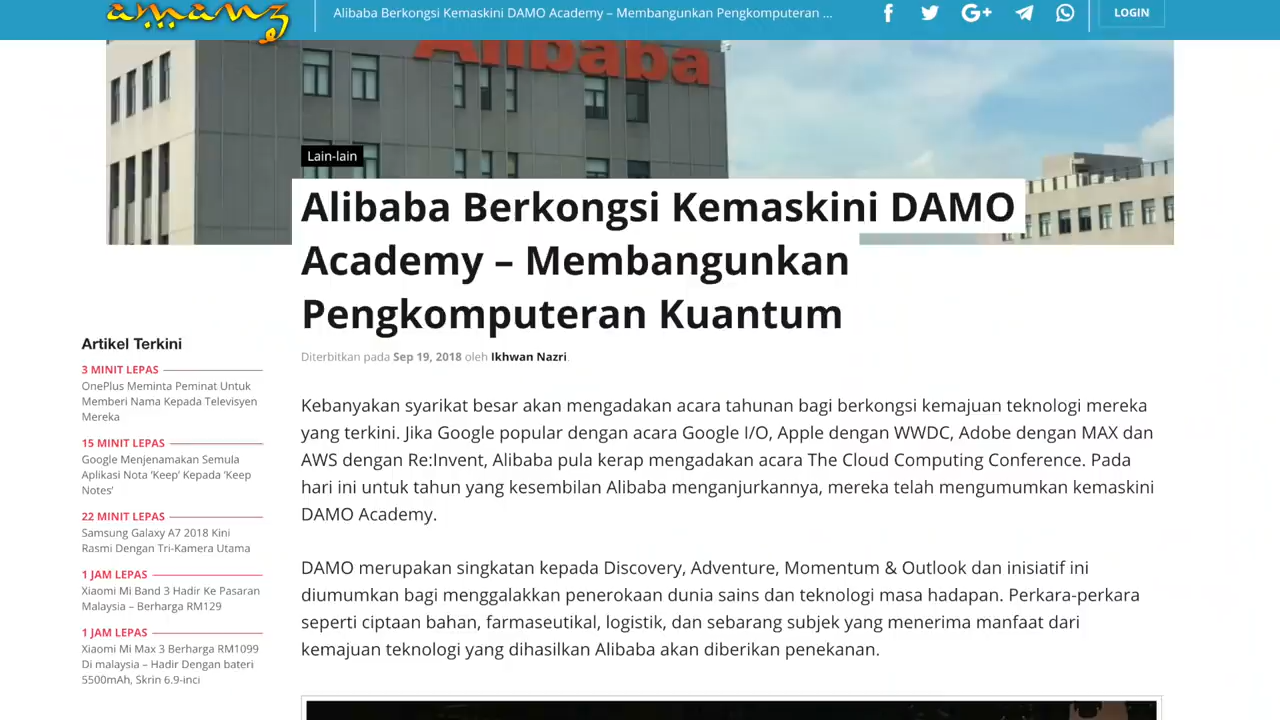 amanz
Alibaba Berkongsi Kemaskini DAMO Academy – Membangunkan Pengkomputeran ...
LOGIN
Alibaba
Lain-lain
Alibaba Berkongsi Kemaskini DAMO
Academy – Membangunkan
Pengkomputeran Kuantum
Diterbitkan pada Sep 19, 2018 oleh Ikhwan Nazri.
Artikel Terkini
3 MINIT LEPAS
OnePlus Meminta Peminat Untuk
Memberi Nama Kepada Televisyen
Mereka
15 MINIT LEPAS
Google Menjenamakan Semula
Aplikasi Nota ‘Keep’ Kepada ‘Keep
Notes’
22 MINIT LEPAS
Samsung Galaxy A7 2018 Kini
Rasmi Dengan Tri-Kamera Utama
1 JAM LEPAS
Xiaomi Mi Band 3 Hadir Ke Pasaran
Malaysia – Berharga RM129
1 JAM LEPAS
Xiaomi Mi Max 3 Berharga RM1099
Di malaysia – Hadir Dengan bateri
5500mAh, Skrin 6.9-inci
Kebanyakan syarikat besar akan mengadakan acara tahunan bagi berkongsi kemajuan teknologi mereka
yang terkini. Jika Google popular dengan acara Google I/O, Apple dengan WWDC, Adobe dengan MAX dan
AWS dengan Re:Invent, Alibaba pula kerap mengadakan acara The Cloud Computing Conference. Pada
hari ini untuk tahun yang kesembilan Alibaba menganjurkannya, mereka telah mengumumkan kemaskini
DAMO Academy.
DAMO merupakan singkatan kepada Discovery, Adventure, Momentum & Outlook dan inisiatif ini
diumumkan bagi menggalakkan penerokaan dunia sains dan teknologi masa hadapan. Perkara-perkara
seperti ciptaan bahan, farmaseutikal, logistik, dan sebarang subjek yang menerima manfaat dari
kemajuan teknologi yang dihasilkan Alibaba akan diberikan penekanan.